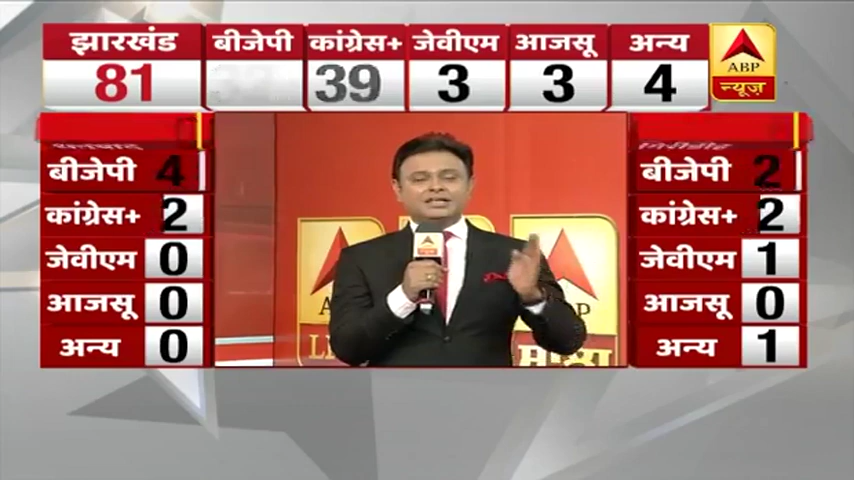 झारखंड बीजेपी कांग्रेस+ जेवीएम आजसू अन्य
81 39 3 3 4
ABP
न्यूज़
बीजेपी 4
कांग्रेस+ 2
जेवीएम 0
आजसू 0
अन्य 0
बीजेपी 2
कांग्रेस+ 2
जेवीएम 1
आजसू 0
अन्य 1